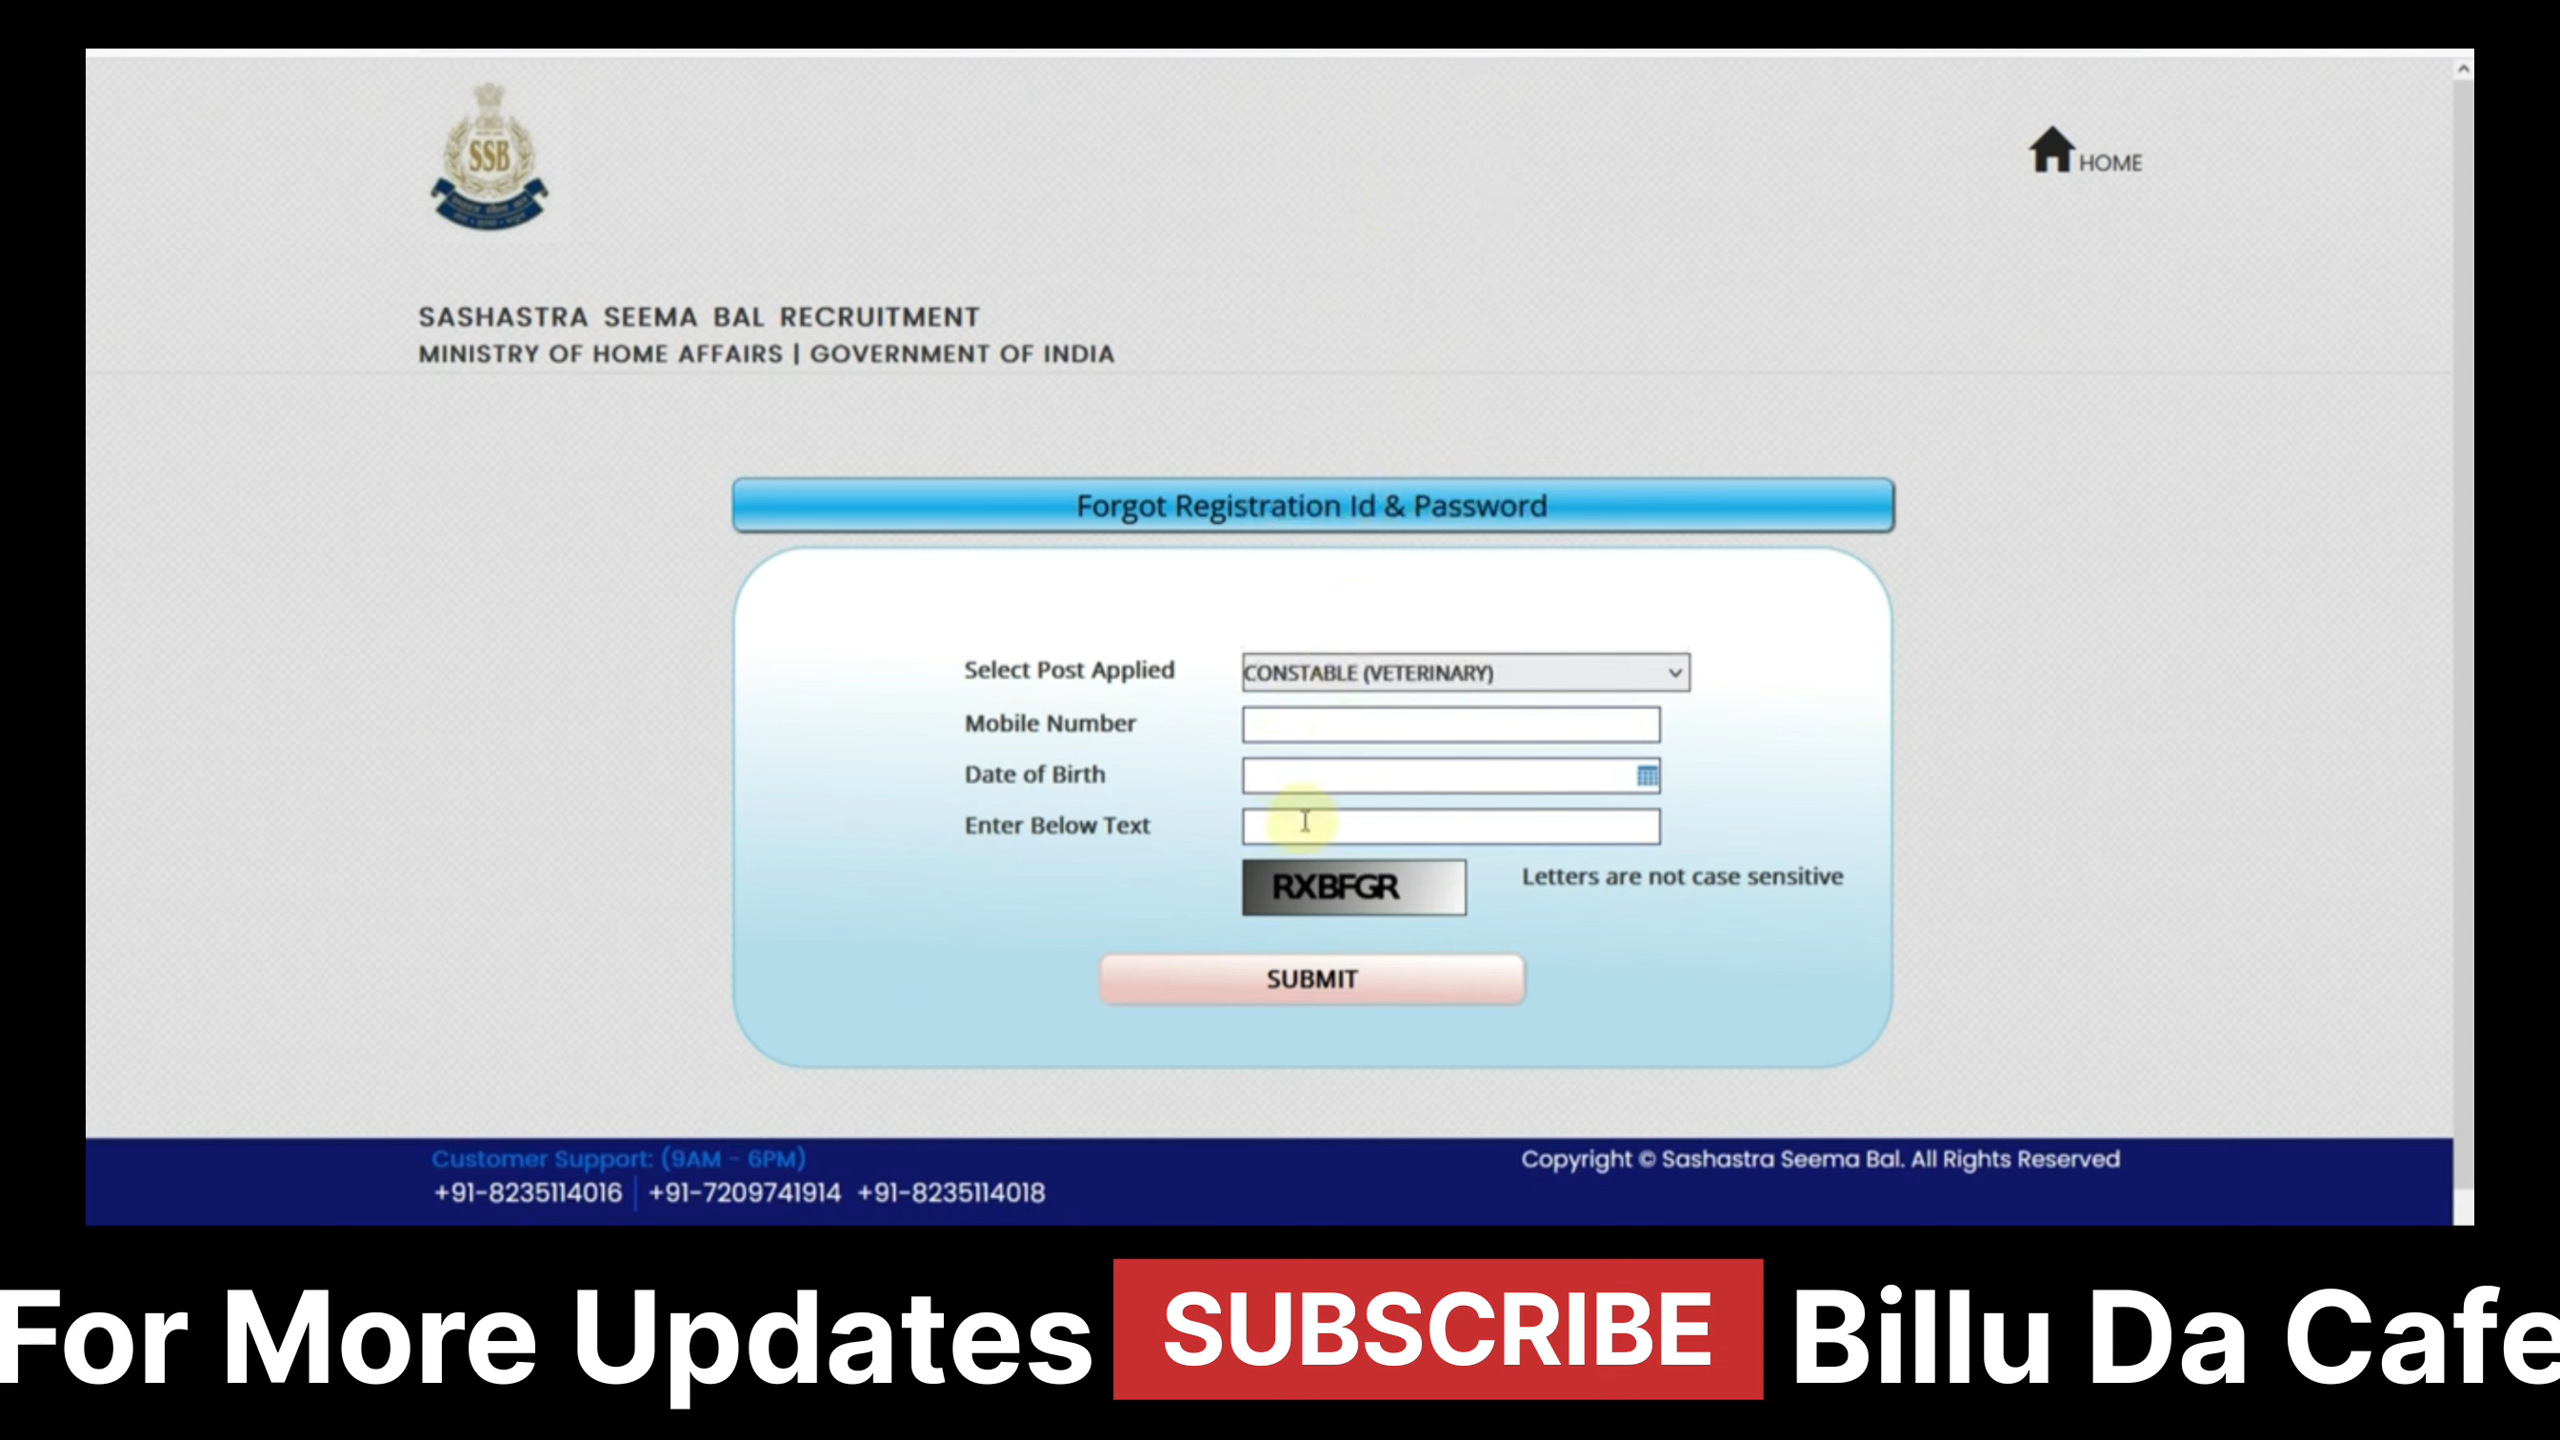 SSB
HOME
SASHASTRA SEEMA BAL RECRUITMENT
MINISTRY OF HOME AFFAIRS | GOVERNMENT OF INDIA
Forgot Registration Id & Password
Select Post Applied CONSTABLE (VETERINARY)
Mobile Number
Date of Birth
Enter Below Text
RXBFGR Letters are not case sensitive
SUBMIT
Customer Support: (9AM - 6PM) Copyright © Sashastra Seema Bal. All Rights Reserved
+91-8235114016 | +91-7209741914 +91-8235114018
For More Updates SUBSCRIBE Billu Da Cafe